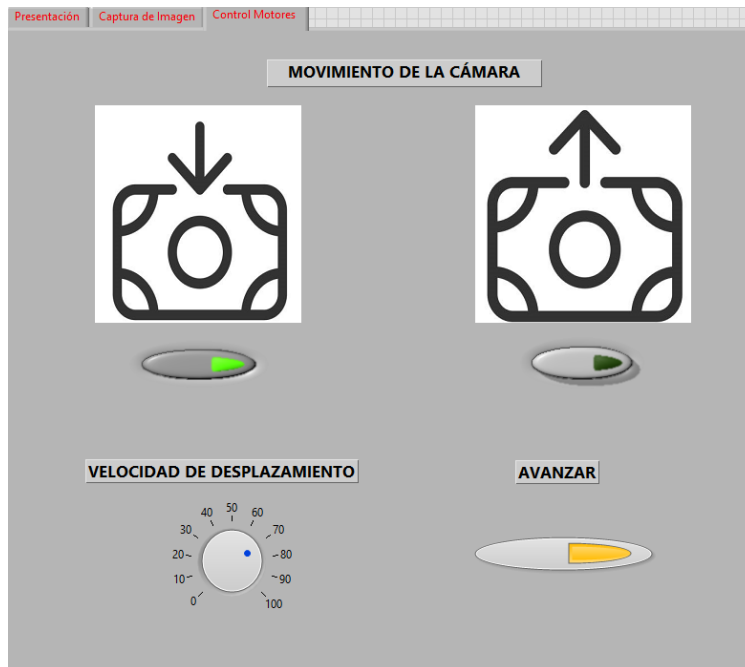 Presentación
Captura de Imagen
Control Motores
MOVIMIENTO DE LA CÁMARA
VELOCIDAD DE DESPLAZAMIENTO
AVANZAR
0
10
20
30
40
50
60
70
80
90
100